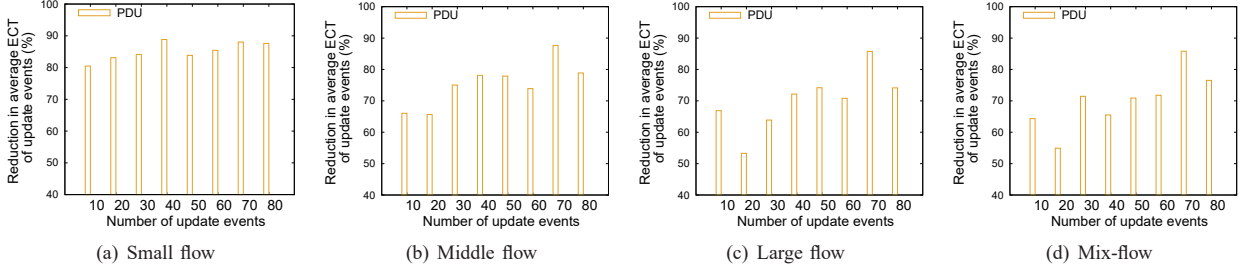 Reduction in average ECT
of update events (%)
100
90
80
70
60
50
40
PDU
10 20 30 40 50 60 70 80
Number of update events
(a) Small flow
Reduction in average ECT
of update events (%)
100
90
80
70
60
50
40
PDU
10 20 30 40 50 60 70 80
Number of update events
(b) Middle flow
Reduction in average ECT
of update events (%)
100
90
80
70
60
50
40
PDU
10 20 30 40 50 60 70 80
Number of update events
(c) Large flow
Reduction in average ECT
of update events (%)
100
90
80
70
60
50
40
PDU
10 20 30 40 50 60 70 80
Number of update events
(d) Mix-flow